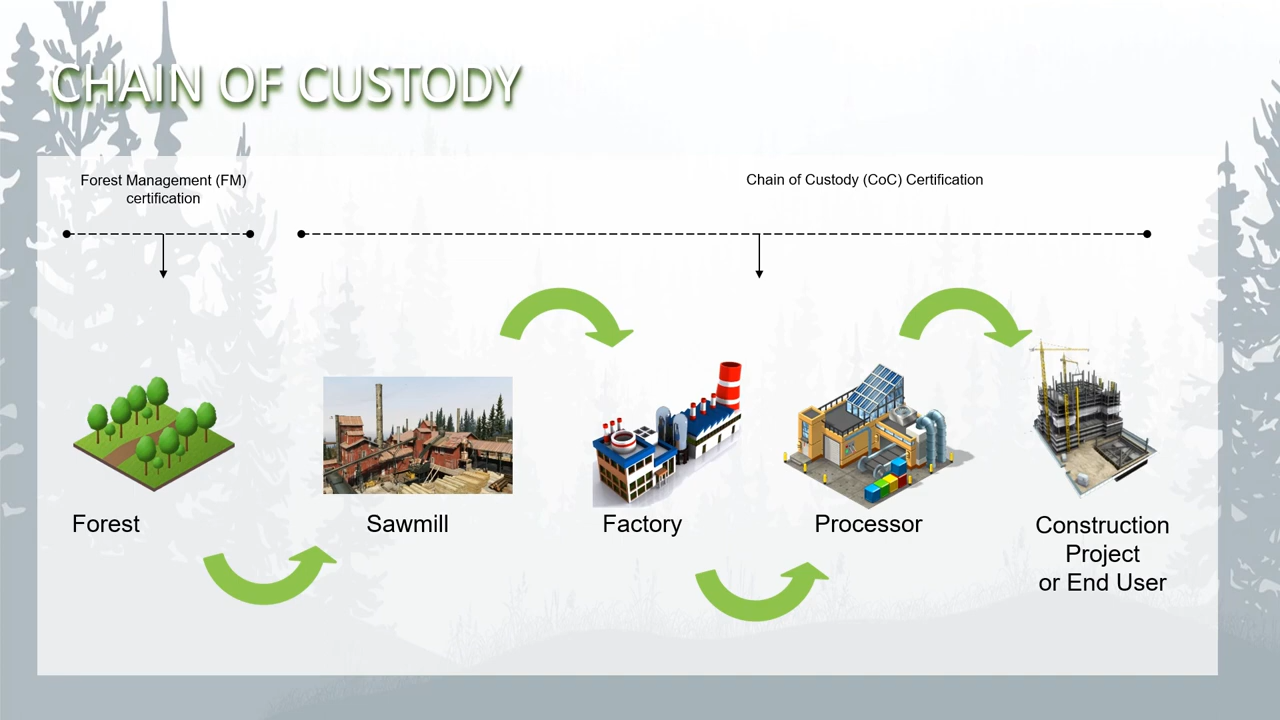 CHAIN OF CUSTODY
Forest Management (FM)
certification
Chain of Custody (CoC) Certification
Forest
Sawmill
Factory
Processor
Construction
Project
or End User